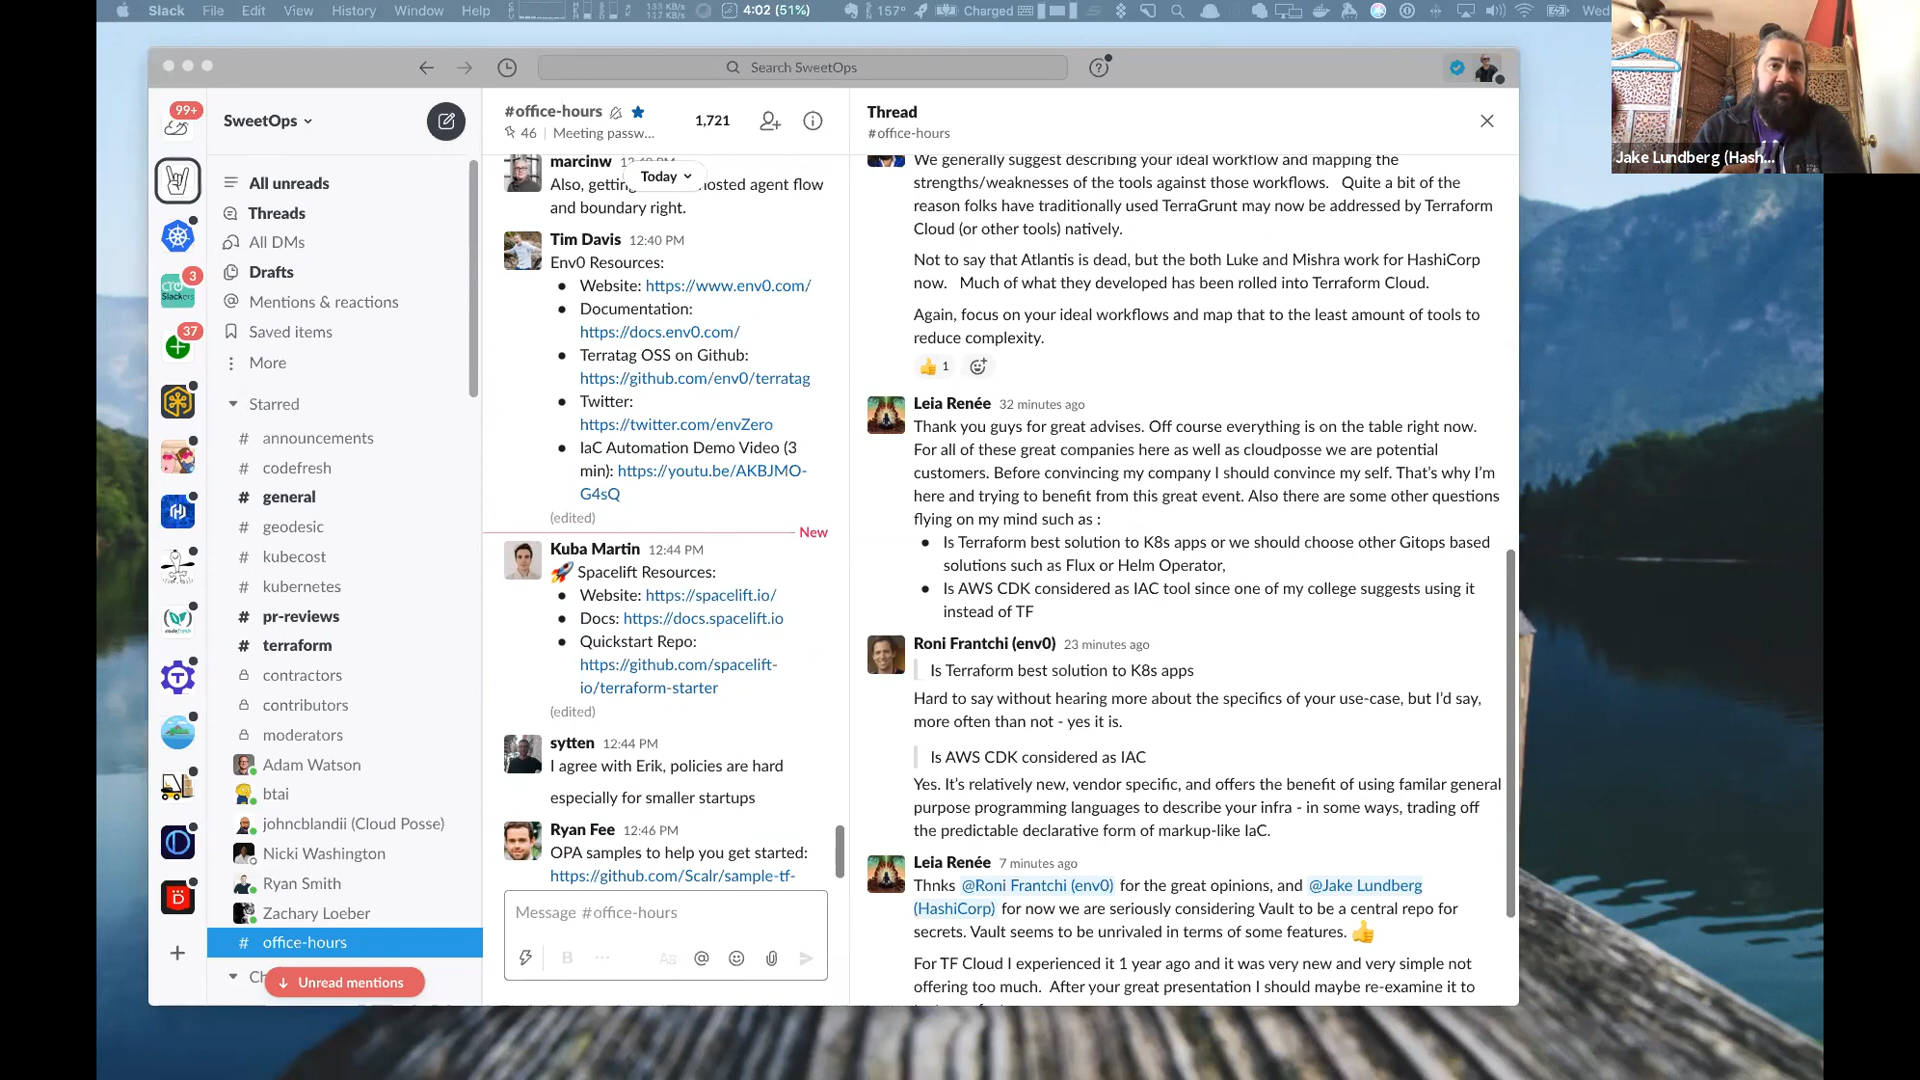 Slack File Edit View History Window Help
4:02 (51%)
157°
Charged
Wed
Search SweetOps
Jake Lundberg (Hash...
99+
3
37
SweetOps
All unreads
Threads
All DMs
Drafts
Mentions & reactions
Saved items
More
Starred
# announcements
# codefresh
# general
# geodesic
# kubecost
# kubernetes
# pr-reviews
# terraform
contractors
contributors
moderators
Adam Watson
btai
johncblandii (Cloud Posse)
Nicki Washington
Ryan Smith
Zachary Loeber
# office-hours
Unread mentions
#office-hours
46 | Meeting passw...
1,721
Today
marcinw
and boundary right.
Tim Davis 12:40 PM
Env0 Resources:
● Website: https://www.env0.com/
● Documentation:
https://docs.env0.com/
● Terratag OSS on Github:
https://github.com/env0/terratag
● Twitter:
https://twitter.com/envZero
● IaC Automation Demo Video (3
min): https://youtu.be/AKBJMO-
G4sQ
(edited)
New
Kuba Martin 12:44 PM
🚀 Spacelift Resources:
● Website: https://spacelift.io/
● Docs: https://docs.spacelift.io
● Quickstart Repo:
https://github.com/spacelift-
io/terraform-starter
(edited)
sytten 12:44 PM
I agree with Erik, policies are hard
especially for smaller startups
Ryan Fee 12:46 PM
OPA samples to help you get started:
https://github.com/Scalr/sample-tf-
Message #office-hours
Thread
#office-hours
We generally suggest describing your ideal workflow and mapping the
strengths/weaknesses of the tools against those workflows. Quite a bit of the
reason folks have traditionally used TerraGrunt may now be addressed by Terraform
Cloud (or other tools) natively.
Not to say that Atlantis is dead, but the both Luke and Mishra work for HashiCorp
now. Much of what they developed has been rolled into Terraform Cloud.
Again, focus on your ideal workflows and map that to the least amount of tools to
reduce complexity.
👍 1
Leia Renée 32 minutes ago
Thank you guys for great advises. Off course everything is on the table right now.
For all of these great companies here as well as cloudposse we are potential
customers. Before convincing my company I should convince my self. That's why I'm
here and trying to benefit from this great event. Also there are some other questions
flying on my mind such as :
● Is Terraform best solution to K8s apps or we should choose other Gitops based
solutions such as Flux or Helm Operator,
● Is AWS CDK considered as IAC tool since one of my college suggests using it
instead of TF
Roni Frantchi (env0) 23 minutes ago
Is Terraform best solution to K8s apps
Hard to say without hearing more about the specifics of your use-case, but I'd say,
more often than not - yes it is.
Is AWS CDK considered as IAC
Yes. It's relatively new, vendor specific, and offers the benefit of using familar general
purpose programming languages to describe your infra - in some ways, trading off
the predictable declarative form of markup-like IaC.
Leia Renée 7 minutes ago
Thnks @Roni Frantchi (env0) for the great opinions, and @Jake Lundberg
(HashiCorp) for now we are seriously considering Vault to be a central repo for
secrets. Vault seems to be unrivaled in terms of some features. 👍
For TF Cloud I experienced it 1 year ago and it was very new and very simple not
offering too much. After your great presentation I should maybe re-examine it to